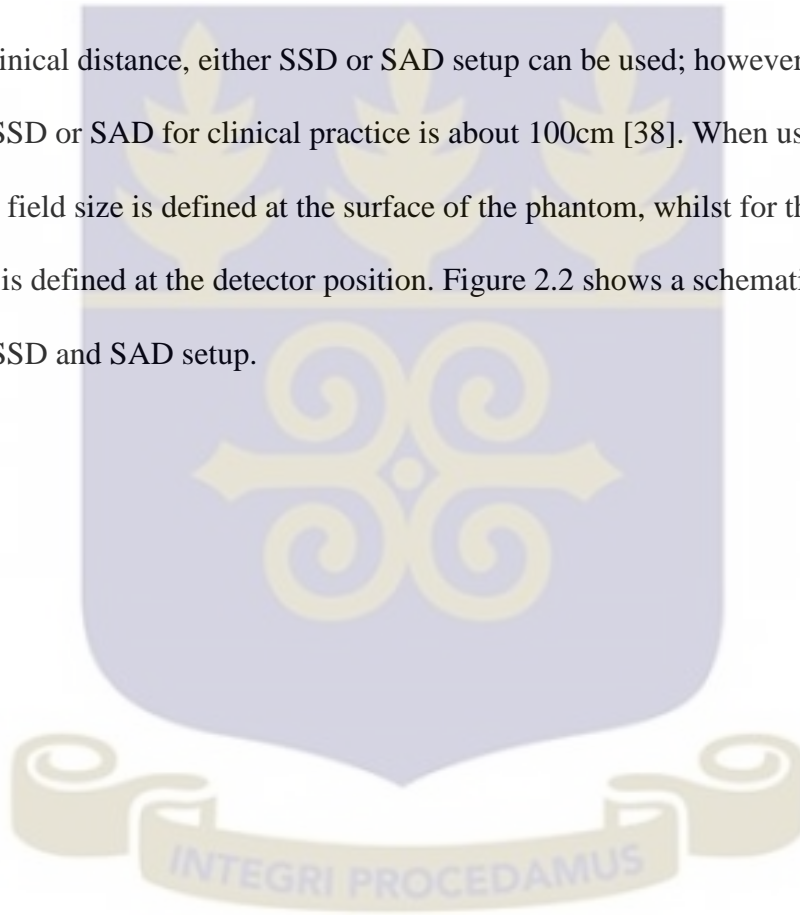 inical distance, either SSD or SAD setup can be used; however
SSD or SAD for clinical practice is about 100cm [38]. When us
field size is defined at the surface of the phantom, whilst for th
is defined at the detector position. Figure 2.2 shows a schemati
SSD and SAD setup.
INTEGRI PROCEDAMUS